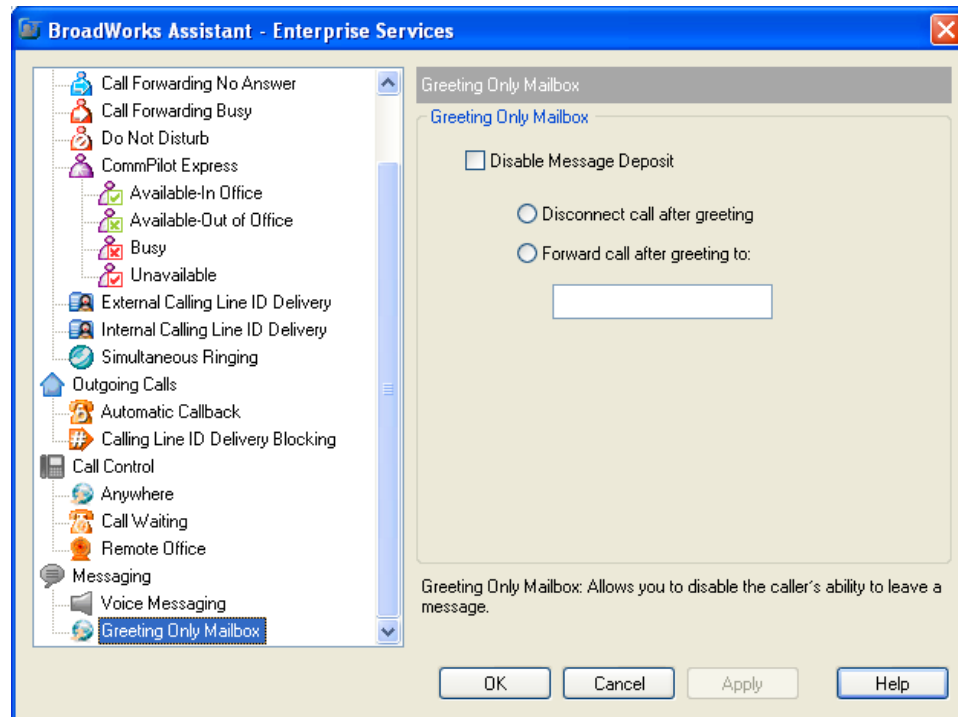 BroadWorks Assistant - Enterprise Services
Call Forwarding No Answer
Call Forwarding Busy
Do Not Disturb
CommPilot Express
Available-In Office
Available-Out of Office
Busy
Unavailable
External Calling Line ID Delivery
Internal Calling Line ID Delivery
Simultaneous Ringing
Outgoing Calls
Automatic Callback
Calling Line ID Delivery Blocking
Call Control
Anywhere
Call Waiting
Remote Office
Messaging
Voice Messaging
Greeting Only Mailbox
Greeting Only Mailbox
Greeting Only Mailbox
Disable Message Deposit
Disconnect call after greeting
Forward call after greeting to:
Greeting Only Mailbox: Allows you to disable the caller's ability to leave a
message.
OK
Cancel
Apply
Help